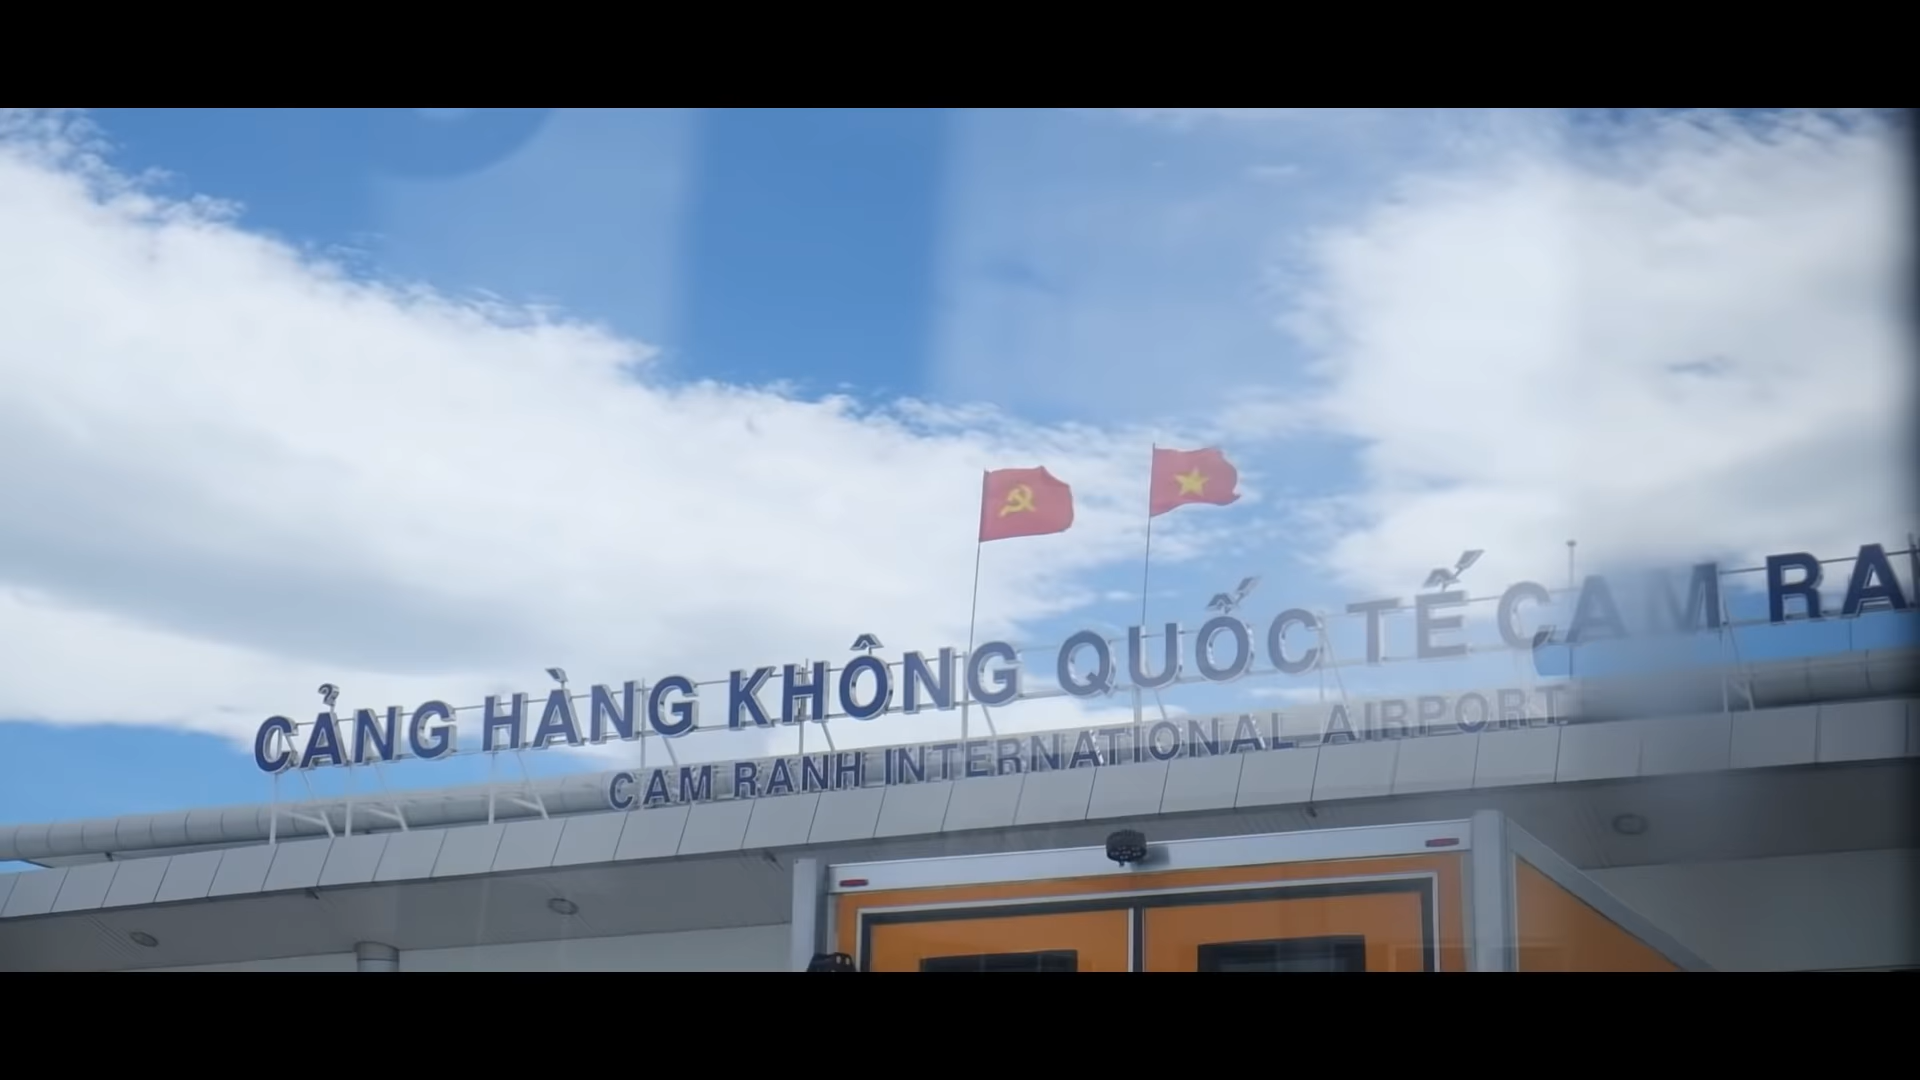 CẢNG HÀNG KHÔNG QUỐC TẾ CAM RA
CAM RANH INTERNATIONAL AIRPORT